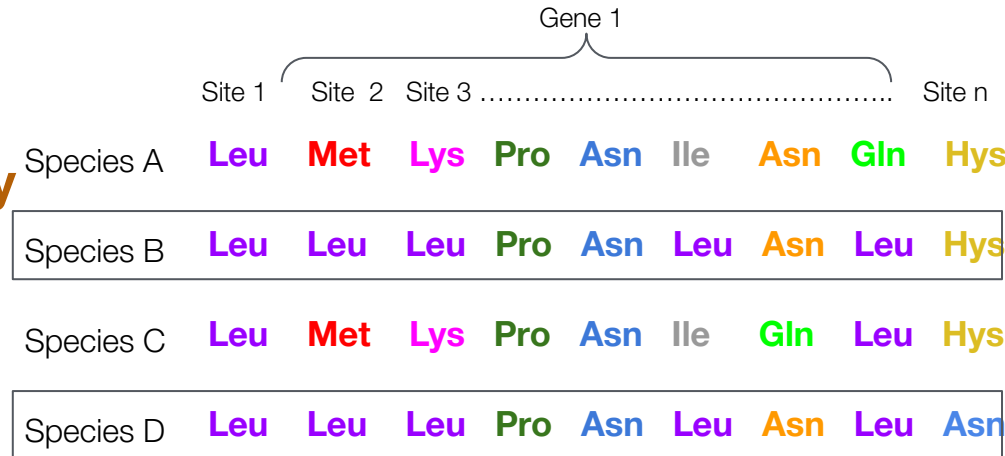 Gene 1
Site 1 Site 2 Site 3 ............................................... Site n
Species A Leu Met Lys Pro Asn Ile Asn Gln Hys
y
Species B Leu Leu Leu Pro Asn Leu Asn Leu Hys
Species C Leu Met Lys Pro Asn Ile Gln Leu Hys
Species D Leu Leu Leu Pro Asn Leu Asn Leu Asn